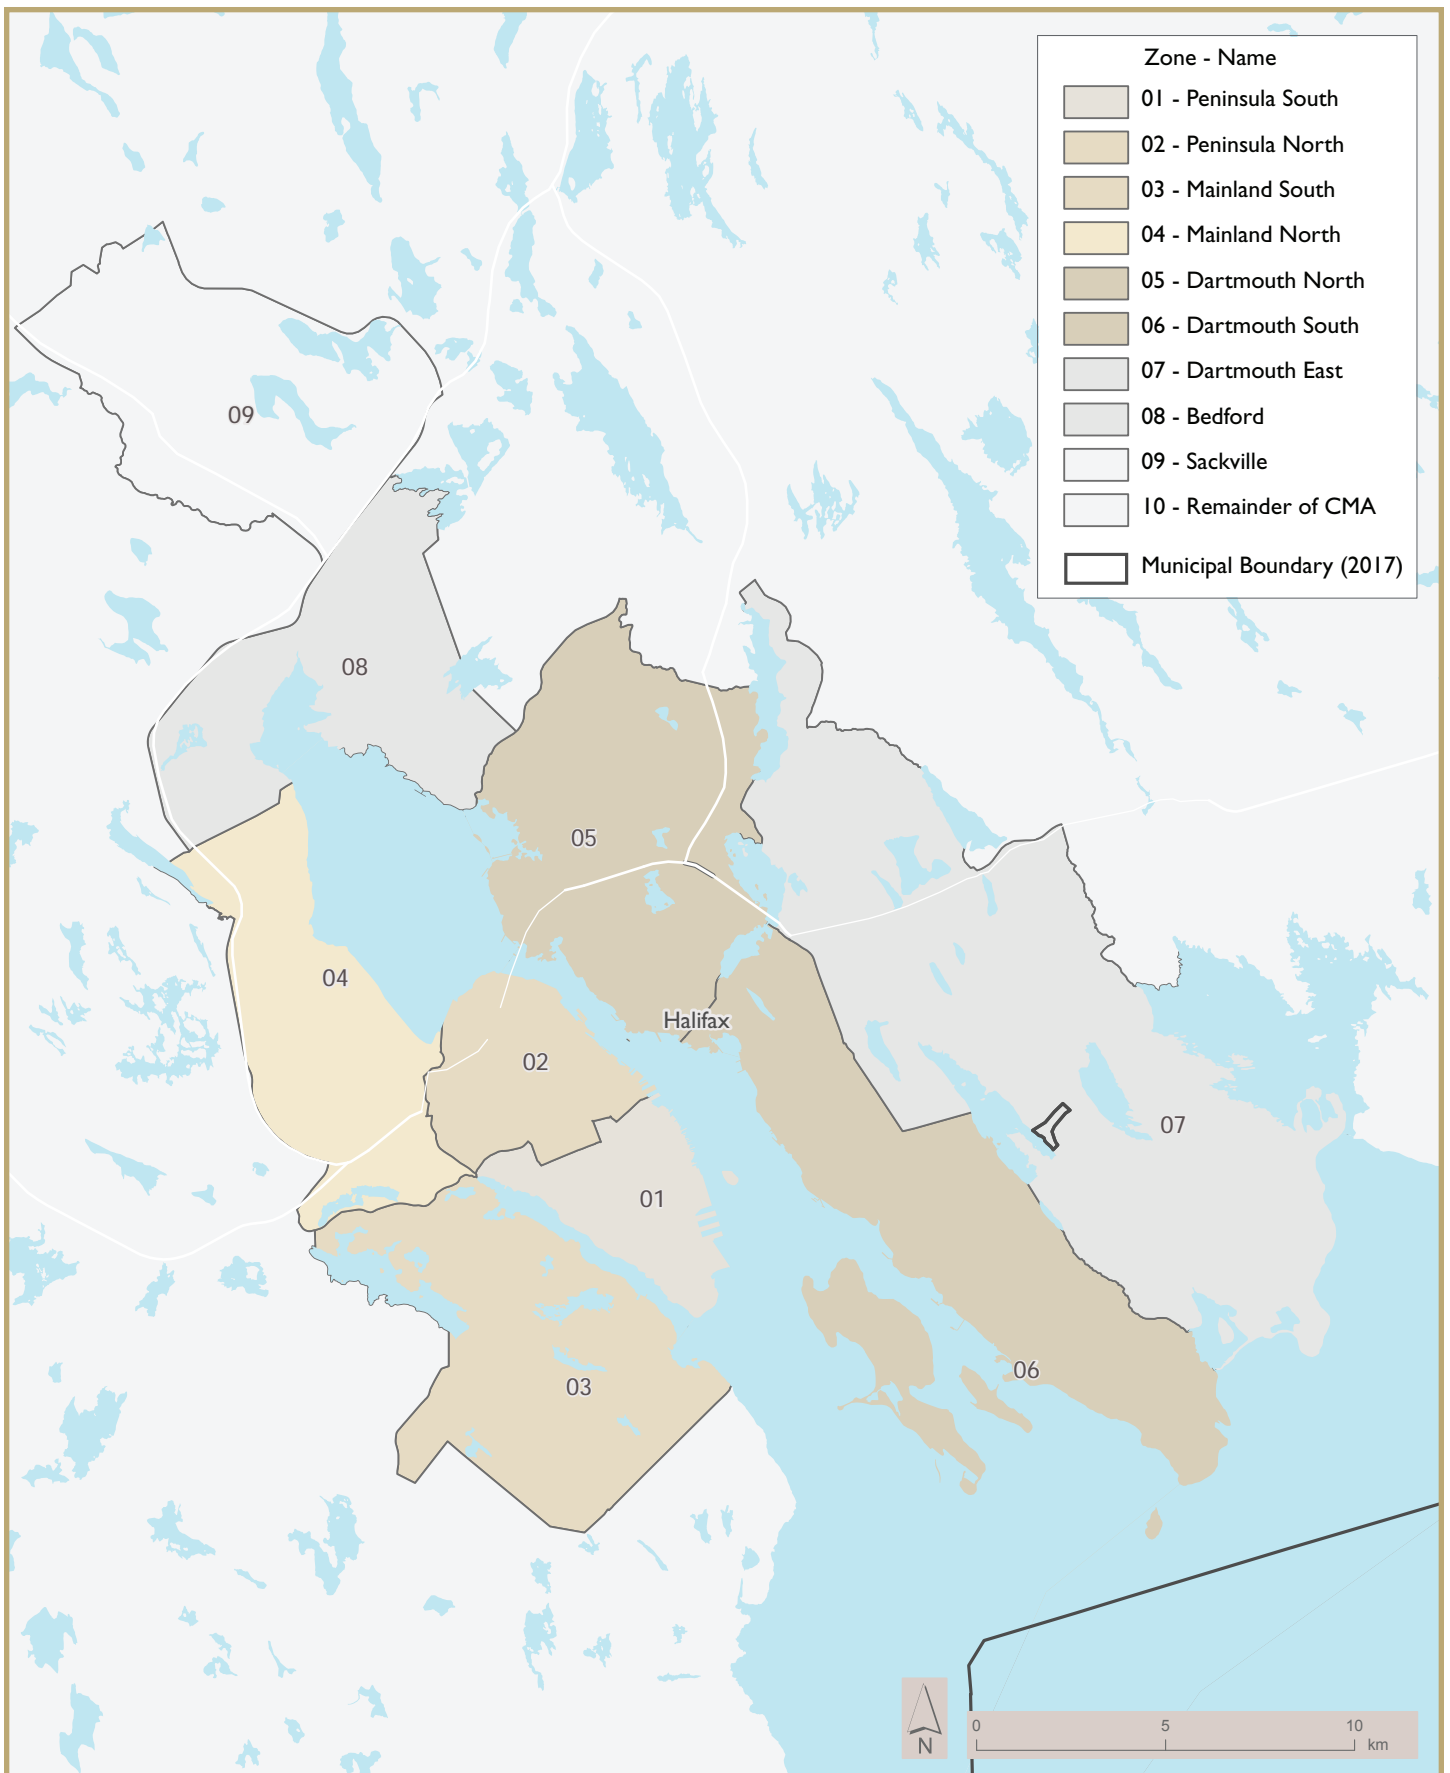 Zone - Name
01 - Peninsula South
02 - Peninsula North
03 - Mainland South
04 - Mainland North
05 - Dartmouth North
06 - Dartmouth South
07 - Dartmouth East
08 - Bedford
09 - Sackville
10 - Remainder of CMA
Municipal Boundary (2017)
09
08
05
04
Halifax
02
07
01
06
03
N
0 5 10
km